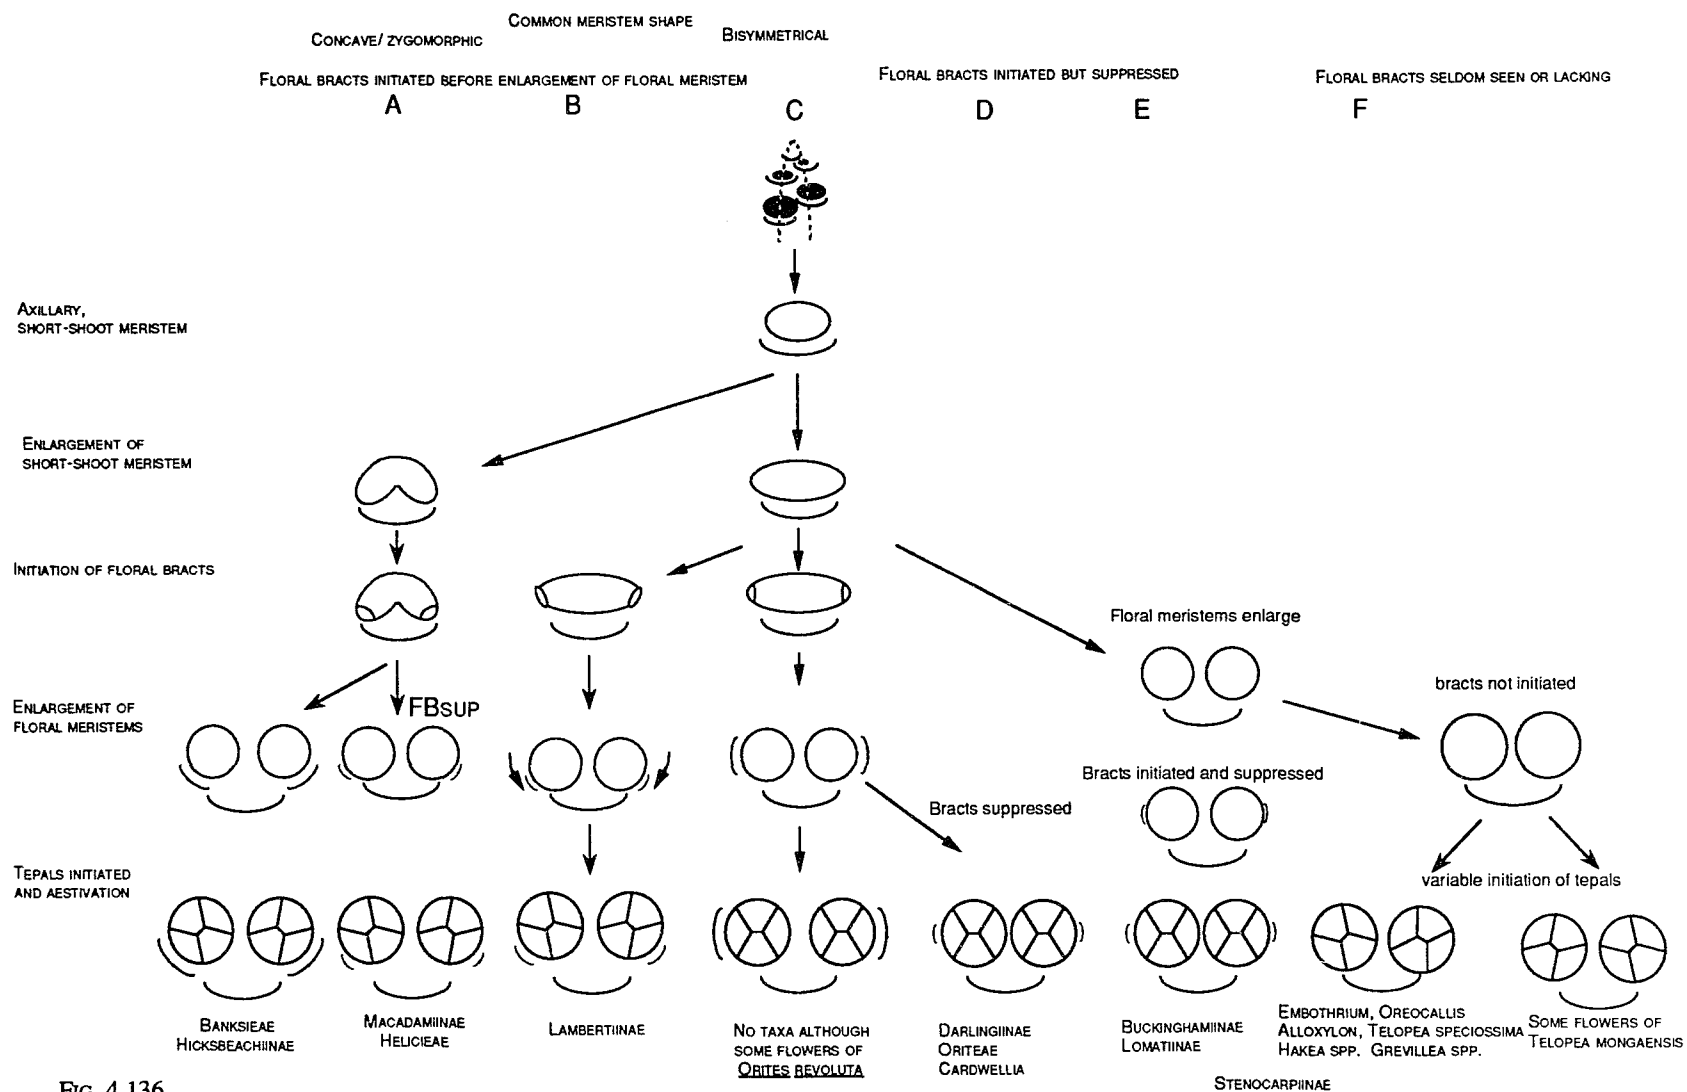 COMMON MERISTEM SHAPE
CONCAVE/ ZYGOMORPHIC
BISYMMETRICAL
FLORAL BRACTS INITIATED BEFORE ENLARGEMENT OF FLORAL MERISTEM
FLORAL BRACTS INITIATED BUT SUPPRESSED
FLORAL BRACTS SELDOM SEEN OR LACKING
A
B
C
D
E
F
AXILLARY,
SHORT-SHOOT MERISTEM
ENLARGEMENT OF
SHORT-SHOOT MERISTEM
INITIATION OF FLORAL BRACTS
Floral meristems enlarge
bracts not initiated
ENLARGEMENT OF
FLORAL MERISTEMS
FBSUP
Bracts initiated and suppressed
Bracts suppressed
TEPALS INITIATED
AND AESTIVATION
variable initiation of tepals
BANKSIEAE
HICKSBEACHIINAE
MACADAMIINAE
HELICIEAE
LAMBERTIINAE
NO TAXA ALTHOUGH
SOME FLOWERS OF
ORITES REVOLUTA
DARLINGIINAE
ORITEAE
CARDWELLIA
BUCKINGHAMIINAE
LOMATIINAE
EMBOTHRIUM, OREOCALLIS
ALLOXYLON, TELOPEA SPECIOSSIMA
HAKEA SPP. GREVILLEA SPP.
SOME FLOWERS OF
TELOPEA MONGAENSIS
STENOCARPIINAE
FIG. 4.136